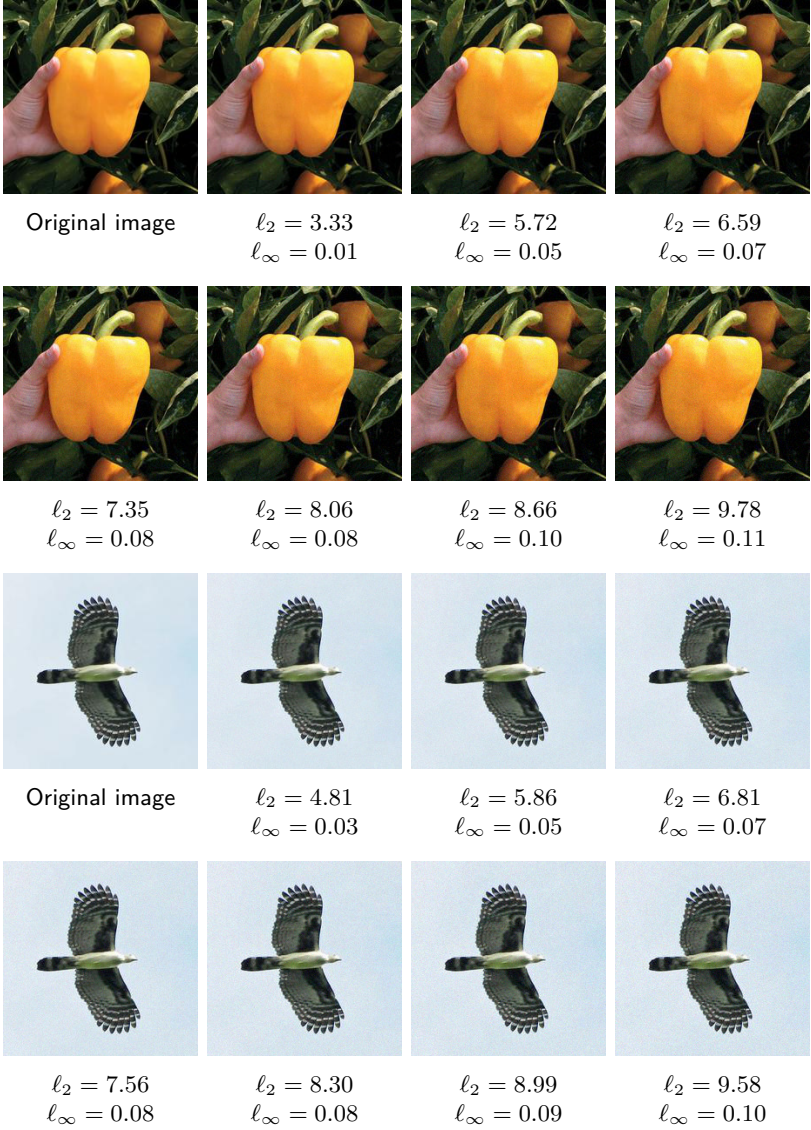 Original image
ℓ₂ = 3.33
ℓ∞ = 0.01
ℓ₂ = 5.72
ℓ∞ = 0.05
ℓ₂ = 6.59
ℓ∞ = 0.07
ℓ₂ = 7.35
ℓ∞ = 0.08
ℓ₂ = 8.06
ℓ∞ = 0.08
ℓ₂ = 8.66
ℓ∞ = 0.10
ℓ₂ = 9.78
ℓ∞ = 0.11
Original image
ℓ₂ = 4.81
ℓ∞ = 0.03
ℓ₂ = 5.86
ℓ∞ = 0.05
ℓ₂ = 6.81
ℓ∞ = 0.07
ℓ₂ = 7.56
ℓ∞ = 0.08
ℓ₂ = 8.30
ℓ∞ = 0.08
ℓ₂ = 8.99
ℓ∞ = 0.09
ℓ₂ = 9.58
ℓ∞ = 0.10